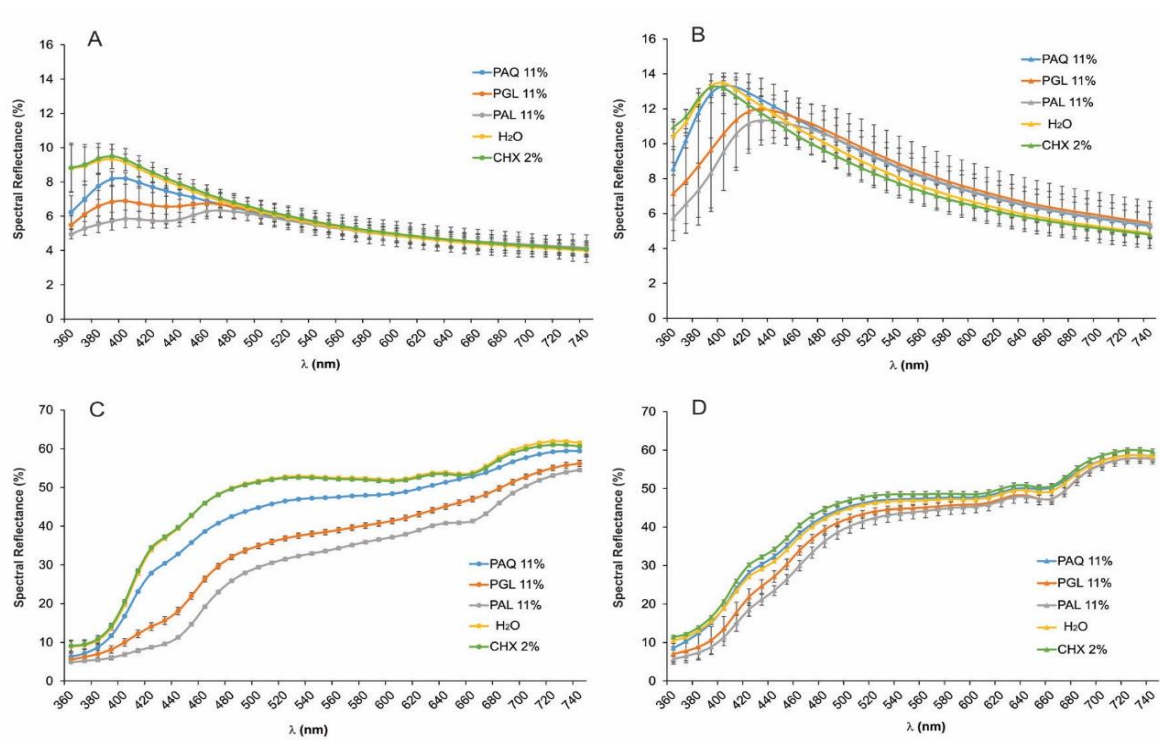 A
16
14
12
10
8
6
4
2
0
Spectral Reflectance (%)
PAQ 11%
PGL 11%
PAL 11%
H₂O
CHX 2%
360 380 400 420 440 460 480 500 520 540 560 580 600 620 640 660 680 700 720 740
λ (nm)
B
16
14
12
10
8
6
4
2
0
Spectral Reflectance (%)
PAQ 11%
PGL 11%
PAL 11%
H₂O
CHX 2%
360 380 400 420 440 460 480 500 520 540 560 580 600 620 640 660 680 700 720 740
λ (nm)
C
70
60
50
40
30
20
10
0
Spectral Reflectance (%)
PAQ 11%
PGL 11%
PAL 11%
H₂O
CHX 2%
360 380 400 420 440 460 480 500 520 540 560 580 600 620 640 660 680 700 720 740
λ (nm)
D
70
60
50
40
30
20
10
0
Spectral Reflectance (%)
PAQ 11%
PGL 11%
PAL 11%
H₂O
CHX 2%
360 380 400 420 440 460 480 500 520 540 560 580 600 620 640 660 680 700 720 740
λ (nm)